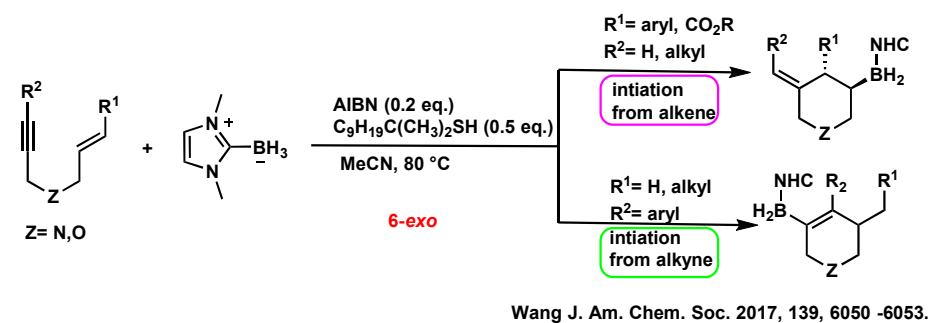 R²
R¹
Z
Z= N,O
+
N
+
BH₃
−
N
AIBN (0.2 eq.)
C₉H₁₉C(CH₃)₂SH (0.5 eq.)
MeCN, 80 °C
6-exo
R¹= aryl, CO₂R
R²= H, alkyl
intiation
from alkene
R²
R¹
NHC
BH₂
Z
R¹= H, alkyl
R²= aryl
intiation
from alkyne
NHC
H₂B
R₂
R¹
Z
Wang J. Am. Chem. Soc. 2017, 139, 6050 -6053.